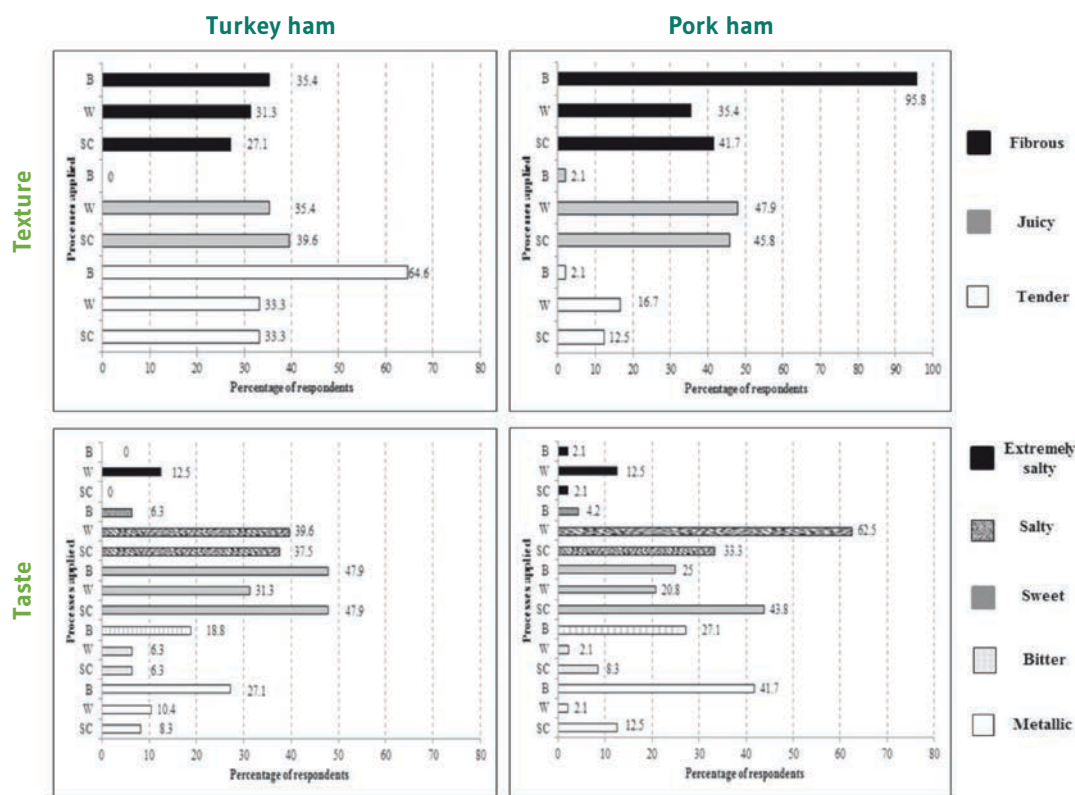 Turkey ham
Pork ham
Texture
Processes applied
B 35.4
W 31.3
SC 27.1
B 0
W 35.4
SC 39.6
B 64.6
W 33.3
SC 33.3
0 10 20 30 40 50 60 70 80
Percentage of respondents
Processes applied
B 95.8
W 35.4
SC 41.7
B 2.1
W 47.9
SC 45.8
B 2.1
W 16.7
SC 12.5
0 10 20 30 40 50 60 70 80 90 100
Percentage of respondents
Fibrous
Juicy
Tender
Taste
Processes applied
B 0
W 12.5
SC 0
B 6.3
W 39.6
SC 37.5
B 47.9
W 31.3
SC 47.9
B 18.8
W 6.3
SC 6.3
B 27.1
W 10.4
SC 8.3
0 10 20 30 40 50 60 70 80
Percentage of respondents
Processes applied
B 2.1
W 12.5
SC 2.1
B 4.2
W 62.5
SC 33.3
B 25
W 20.8
SC 43.8
B 27.1
W 2.1
SC 8.3
B 41.7
W 2.1
SC 12.5
0 10 20 30 40 50 60 70 80
Percentage of respondents
Extremely
salty
Salty
Sweet
Bitter
Metallic